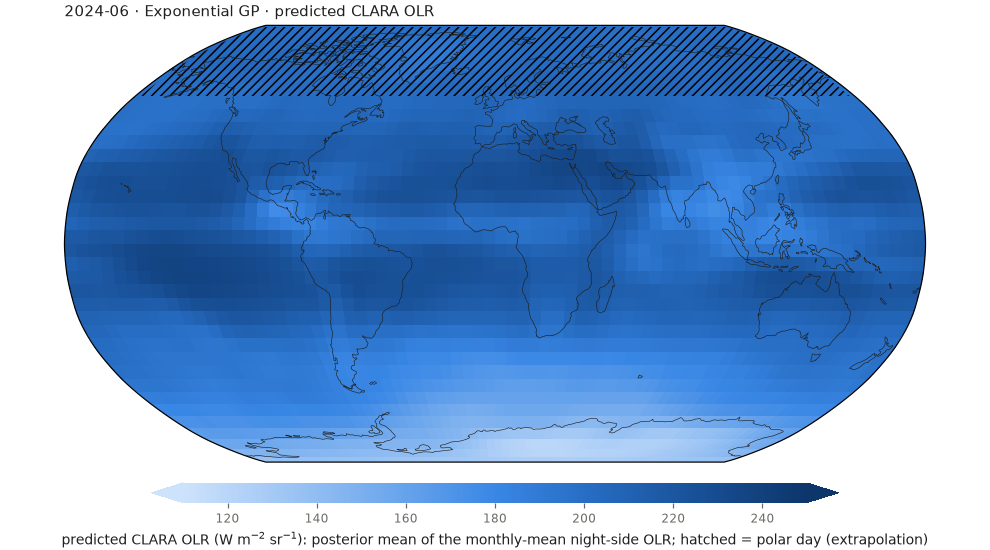 2024-06 · Exponential GP · predicted CLARA OLR
120 140 160 180 200 220 240
predicted CLARA OLR (W m⁻² sr⁻¹): posterior mean of the monthly-mean night-side OLR; hatched = polar day (extrapolation)